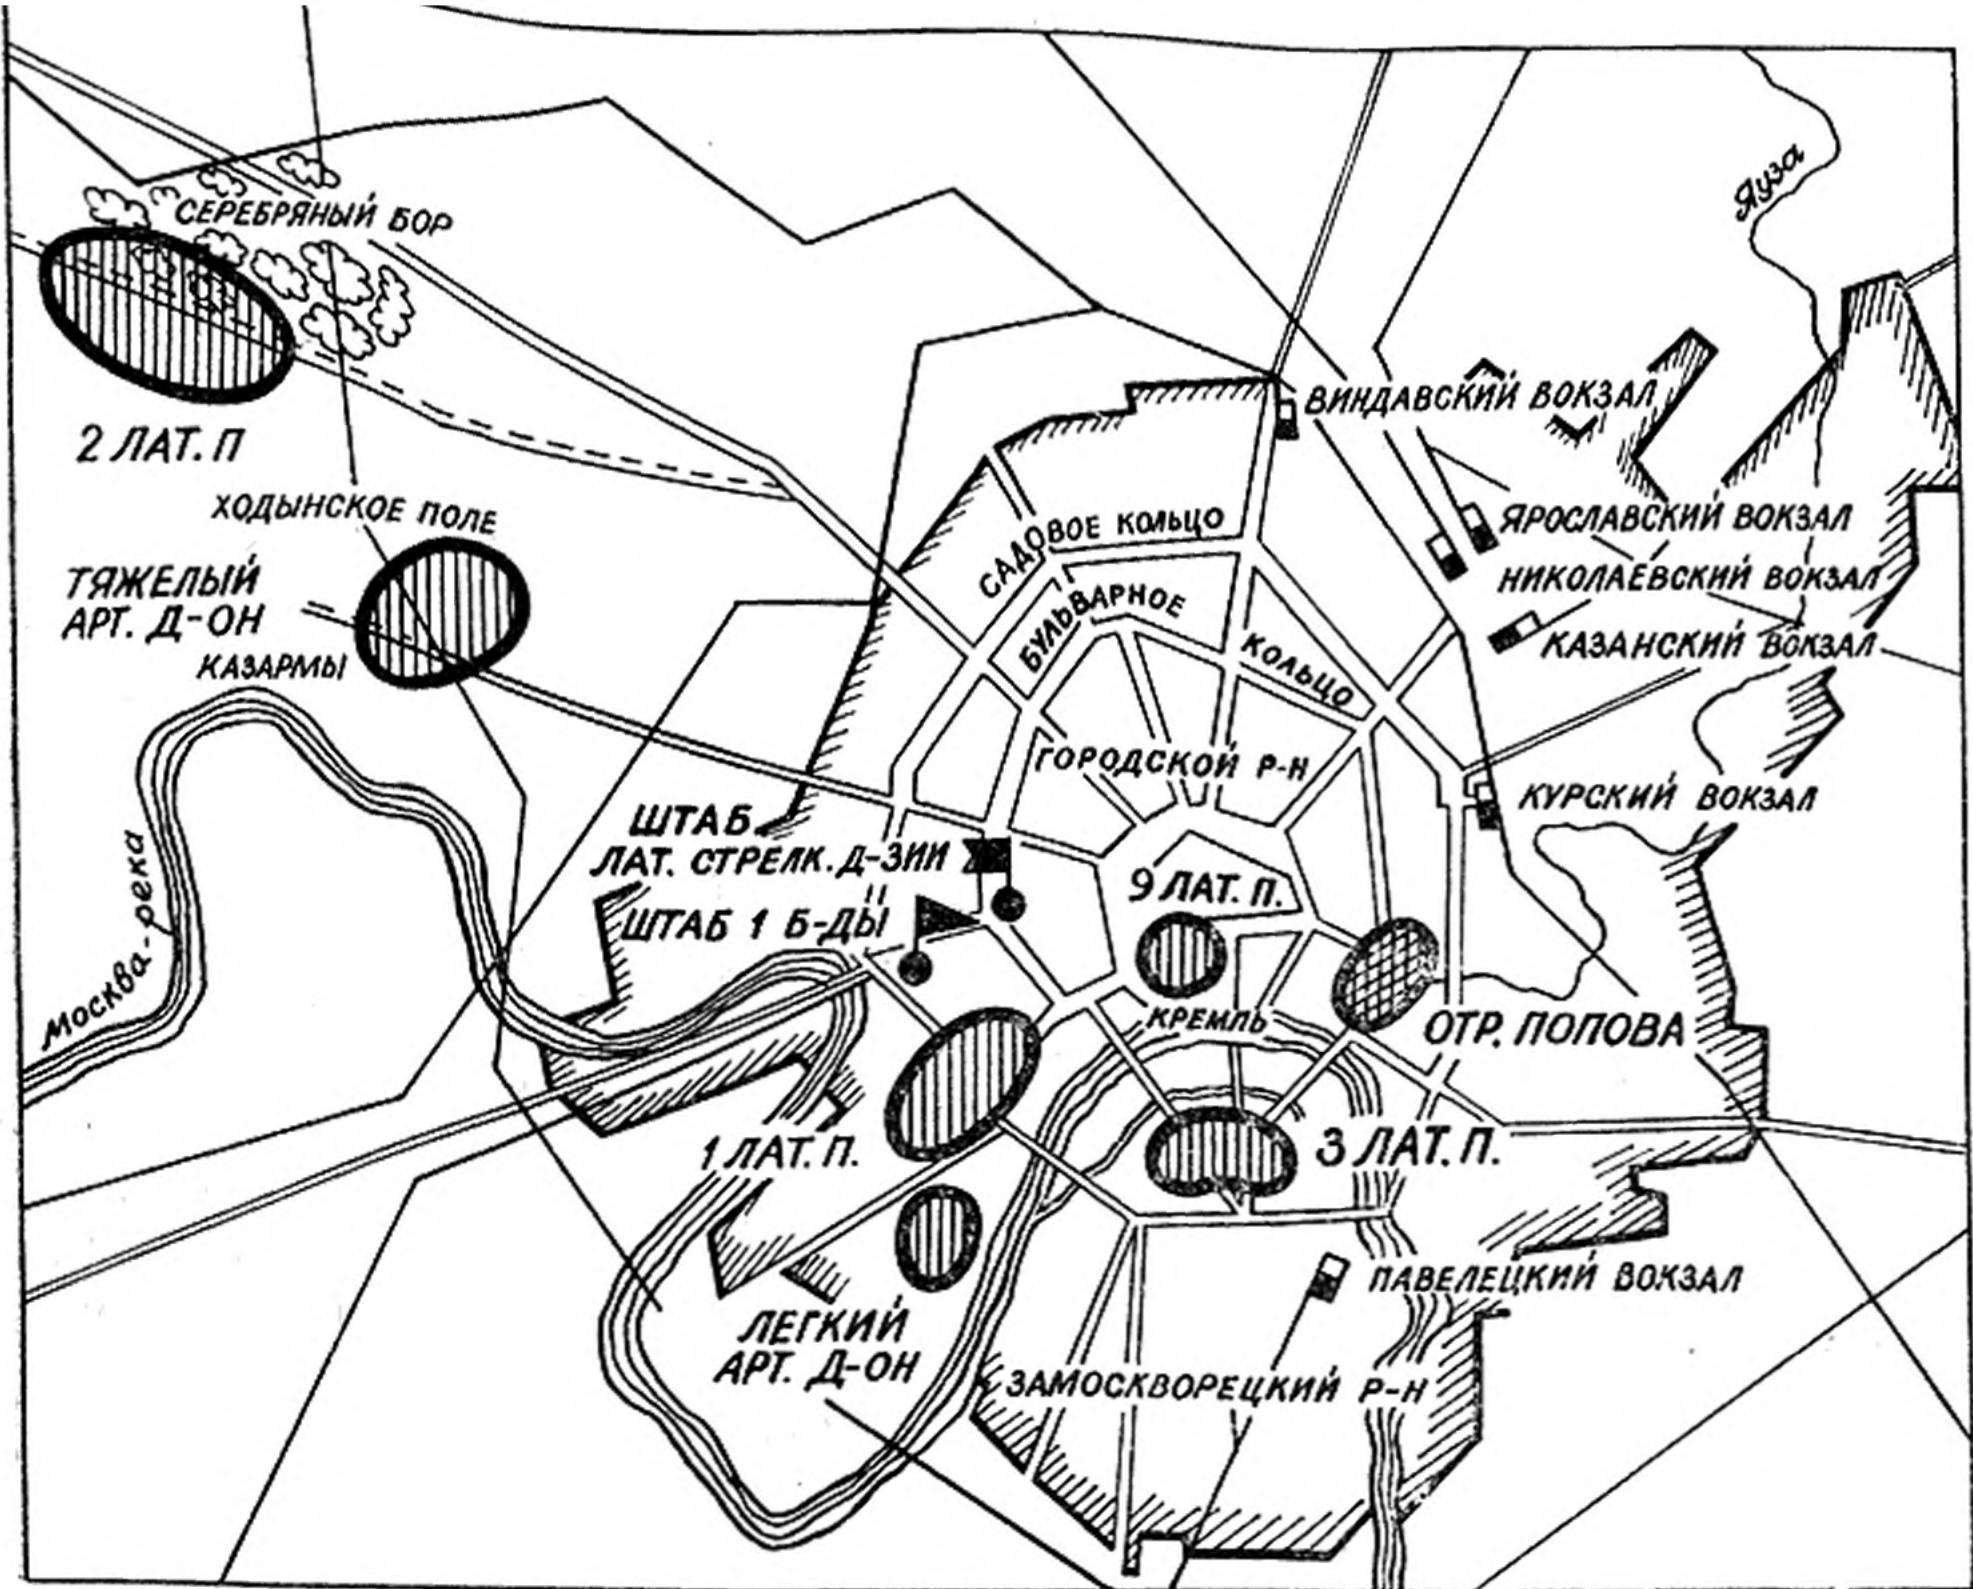 Яуза
СЕРЕБРЯНЫЙ БОР
2 ЛАТ. П
ВИНДАВСКИЙ ВОКЗАЛ
ХОДЫНСКОЕ ПОЛЕ
САДОВОЕ КОЛЬЦО
ЯРОСЛАВСКИЙ ВОКЗАЛ
ТЯЖЕЛЫЙ
АРТ. Д-ОН
НИКОЛАЕВСКИЙ ВОКЗАЛ
БУЛЬВАРНОЕ КОЛЬЦО
КАЗАНСКИЙ ВОКЗАЛ
КАЗАРМЫ
ГОРОДСКОЙ Р-Н
КУРСКИЙ ВОКЗАЛ
Москва-река
ШТАБ
ЛАТ. СТРЕЛК. Д-ЗИИ
9 ЛАТ. П.
ШТАБ 1 Б-ДЫ
КРЕМЛЬ
ОТР. ПОПОВА
1 ЛАТ. П.
3 ЛАТ. П.
ПАВЕЛЕЦКИЙ ВОКЗАЛ
ЛЕГКИЙ
АРТ. Д-ОН
ЗАМОСКВОРЕЦКИЙ Р-Н